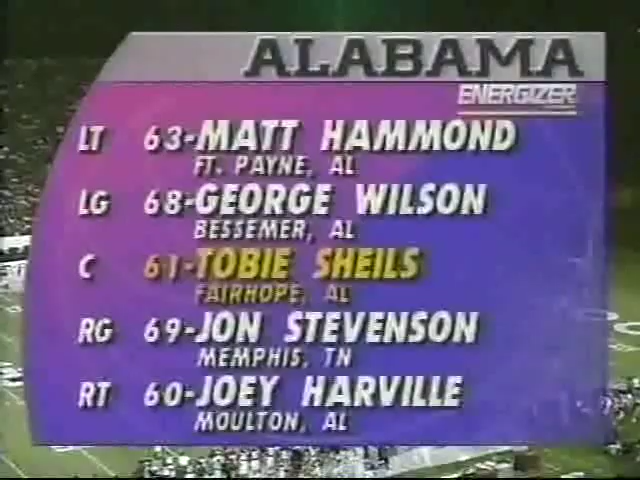 ALABAMA
ENERGIZER
LT 63-MATT HAMMOND
FT. PAYNE, AL
LG 68-GEORGE WILSON
BESSEMER, AL
C 61-TOBIE SHEILS
FAIRHOPE, AL
RG 69-JON STEVENSON
MEMPHIS, TN
RT 60-JOEY HARVILLE
MOULTON, AL